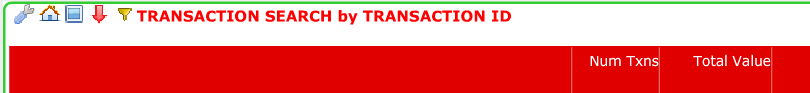 TRANSACTION SEARCH by TRANSACTION ID
Num Txns Total Value